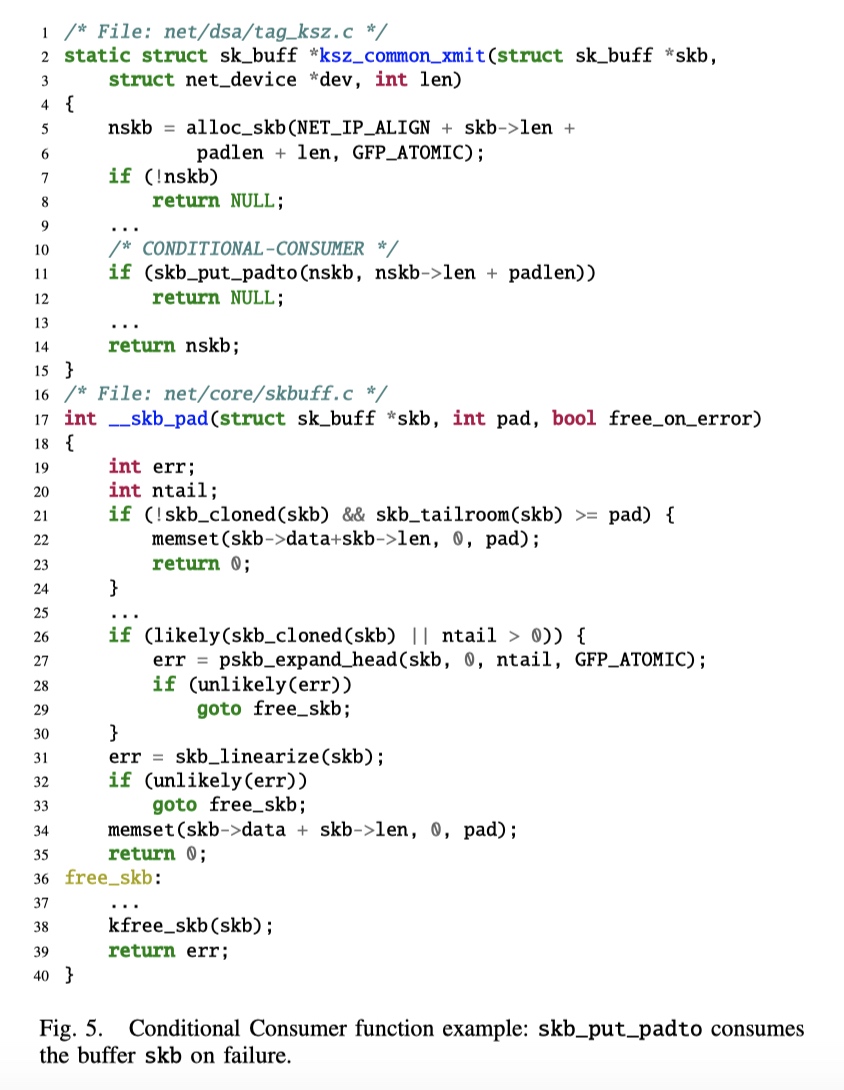 1 /* File: net/dsa/tag_ksz.c */
2 static struct sk_buff *ksz_common_xmit(struct sk_buff *skb,
3 struct net_device *dev, int len)
4 {
5 nskb = alloc_skb(NET_IP_ALIGN + skb->len +
6 padlen + len, GFP_ATOMIC);
7 if (!nskb)
8 return NULL;
9 ...
10 /* CONDITIONAL-CONSUMER */
11 if (skb_put_padto(nskb, nskb->len + padlen))
12 return NULL;
13 ...
14 return nskb;
15 }
16 /* File: net/core/skbuff.c */
17 int __skb_pad(struct sk_buff *skb, int pad, bool free_on_error)
18 {
19 int err;
20 int ntail;
21 if (!skb_cloned(skb) && skb_tailroom(skb) >= pad) {
22 memset(skb->data+skb->len, 0, pad);
23 return 0;
24 }
25 ...
26 if (likely(skb_cloned(skb) || ntail > 0)) {
27 err = pskb_expand_head(skb, 0, ntail, GFP_ATOMIC);
28 if (unlikely(err))
29 goto free_skb;
30 }
31 err = skb_linearize(skb);
32 if (unlikely(err))
33 goto free_skb;
34 memset(skb->data + skb->len, 0, pad);
35 return 0;
36 free_skb:
37 ...
38 kfree_skb(skb);
39 return err;
40 }
Fig. 5. Conditional Consumer function example: skb_put_padto consumes
the buffer skb on failure.